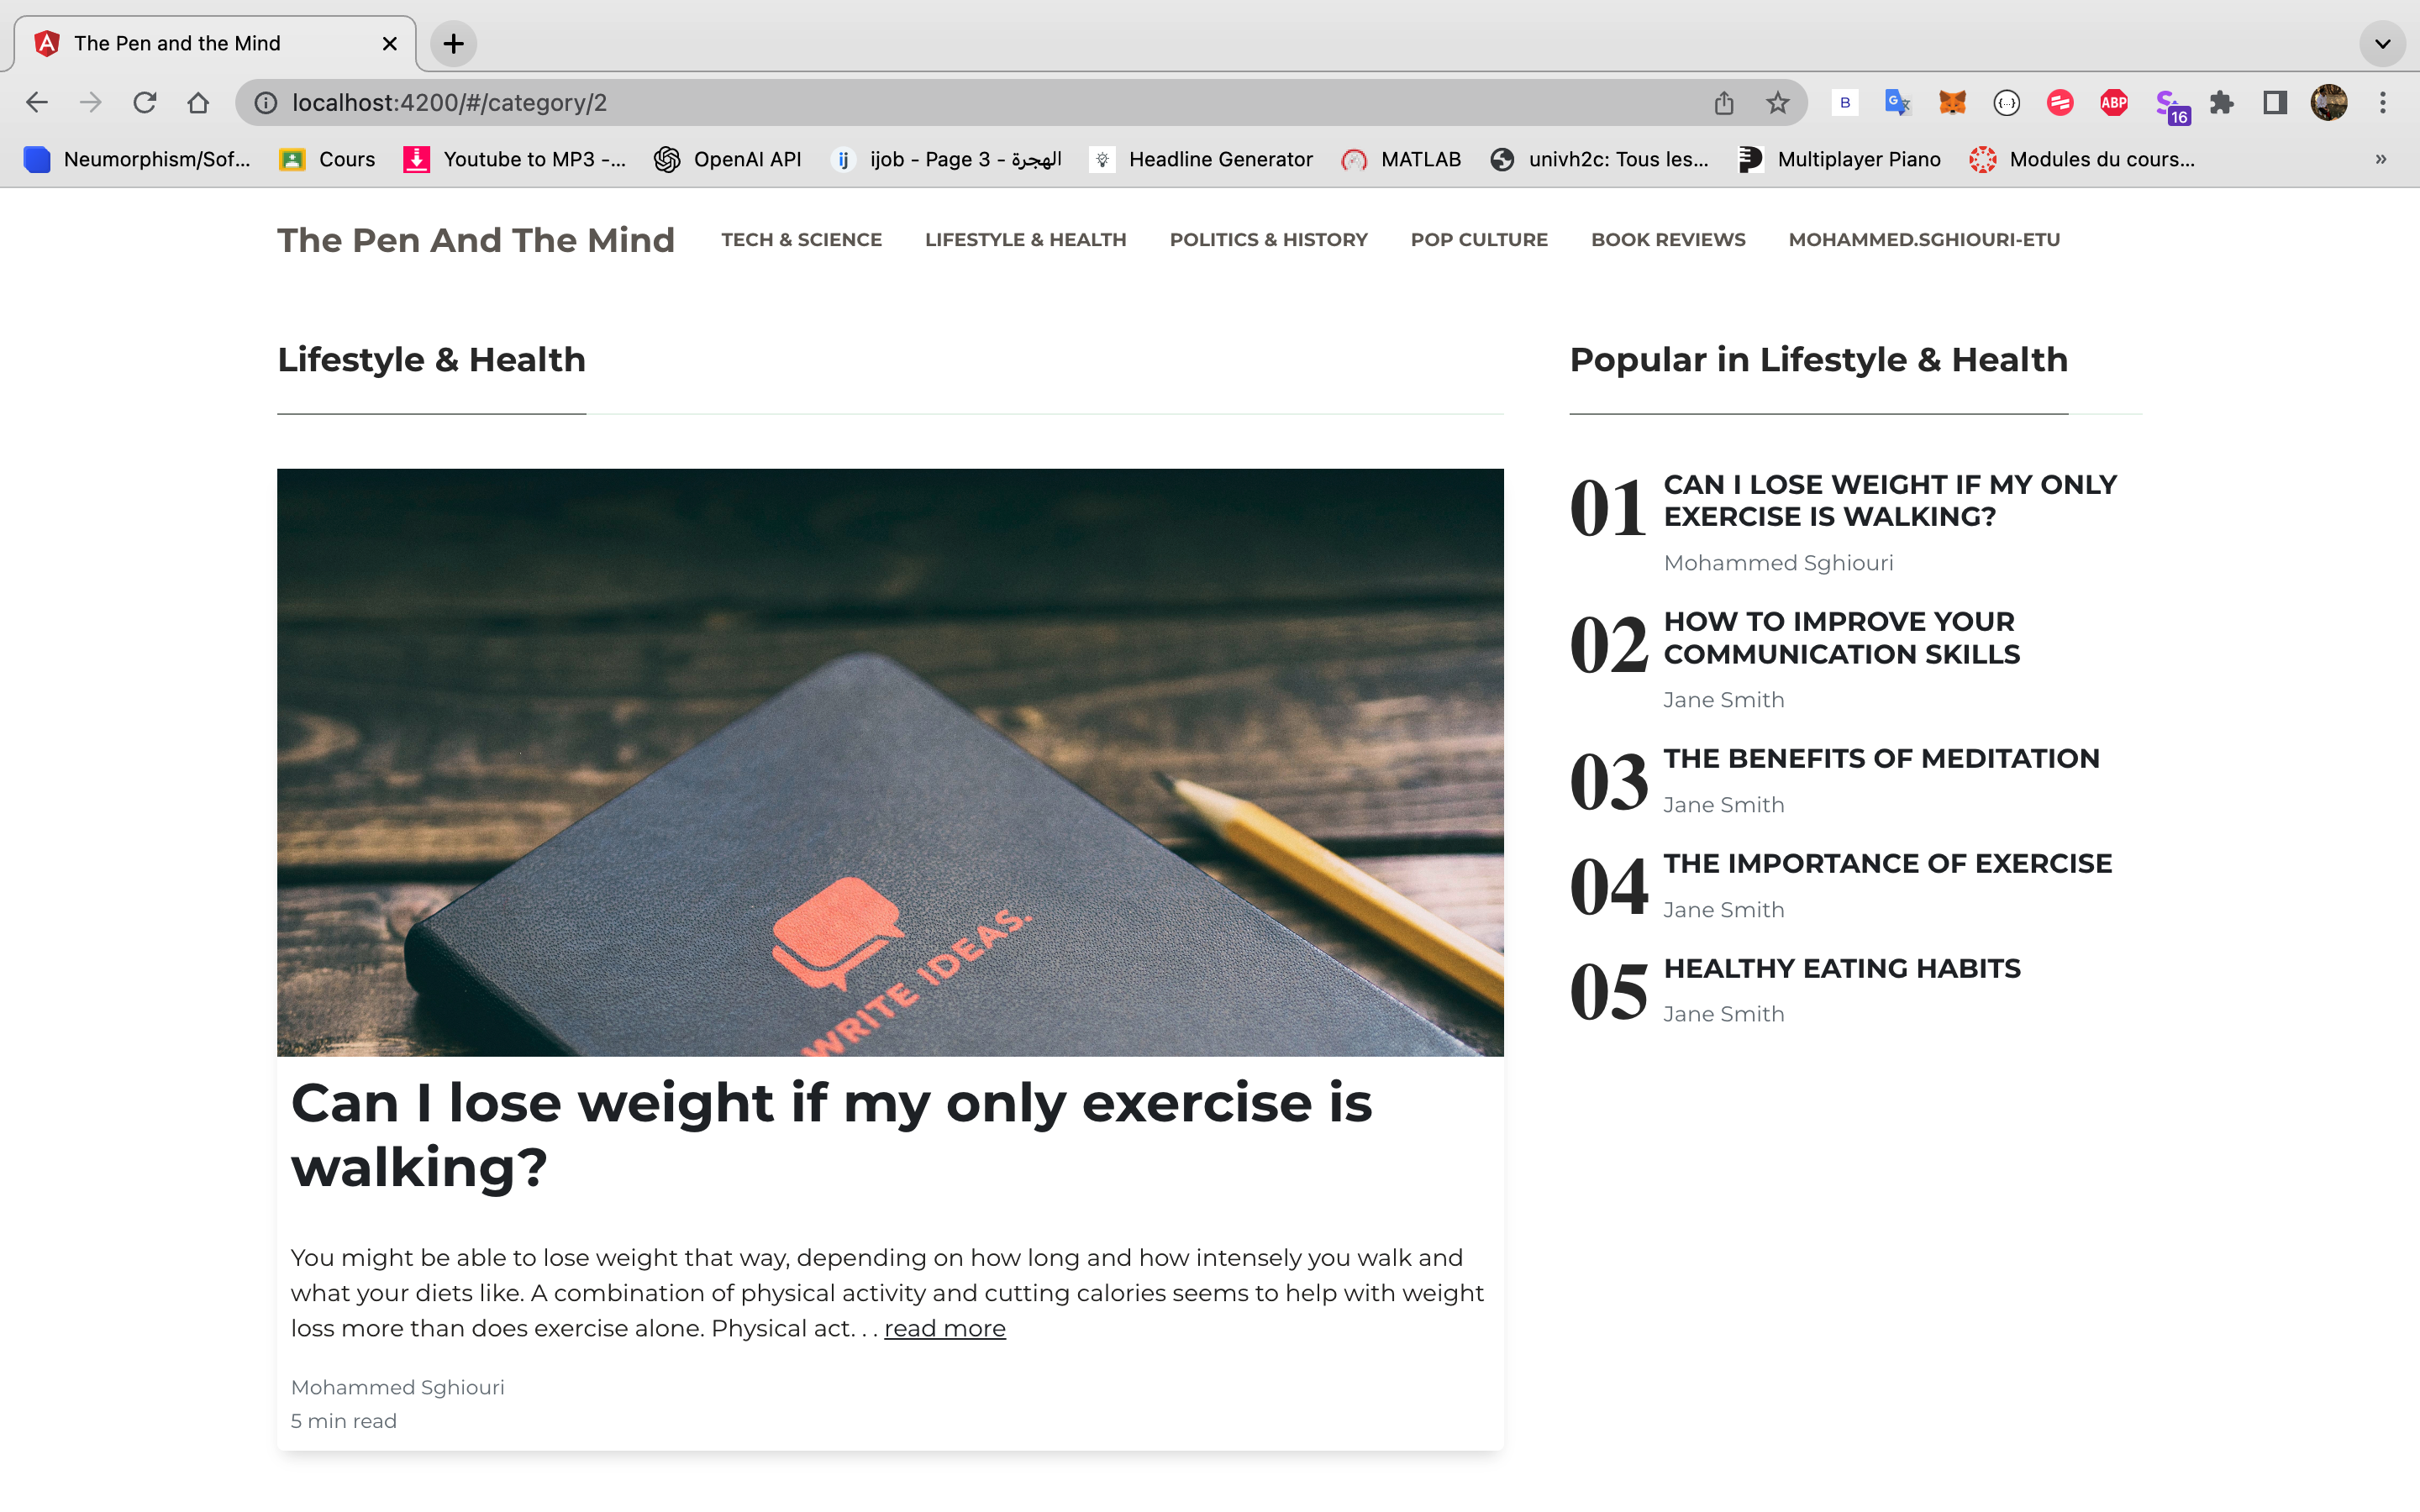 The Pen and the Mind
localhost:4200/#/category/2
B
G
{...}
ABP
16
Neumorphism/Sof...
Cours
Youtube to MP3 -...
OpenAI API
ij
ijob - Page 3 - الهجرة
Headline Generator
MATLAB
univh2c: Tous les...
Multiplayer Piano
Modules du cours...
»
The Pen And The Mind
TECH & SCIENCE
LIFESTYLE & HEALTH
POLITICS & HISTORY
POP CULTURE
BOOK REVIEWS
MOHAMMED.SGHIOURI-ETU
Lifestyle & Health
WRITE IDEAS.
Can I lose weight if my only exercise is
walking?
You might be able to lose weight that way, depending on how long and how intensely you walk and
what your diets like. A combination of physical activity and cutting calories seems to help with weight
loss more than does exercise alone. Physical act. . . read more
Mohammed Sghiouri
5 min read
Popular in Lifestyle & Health
01
CAN I LOSE WEIGHT IF MY ONLY
EXERCISE IS WALKING?
Mohammed Sghiouri
02
HOW TO IMPROVE YOUR
COMMUNICATION SKILLS
Jane Smith
03
THE BENEFITS OF MEDITATION
Jane Smith
04
THE IMPORTANCE OF EXERCISE
Jane Smith
05
HEALTHY EATING HABITS
Jane Smith